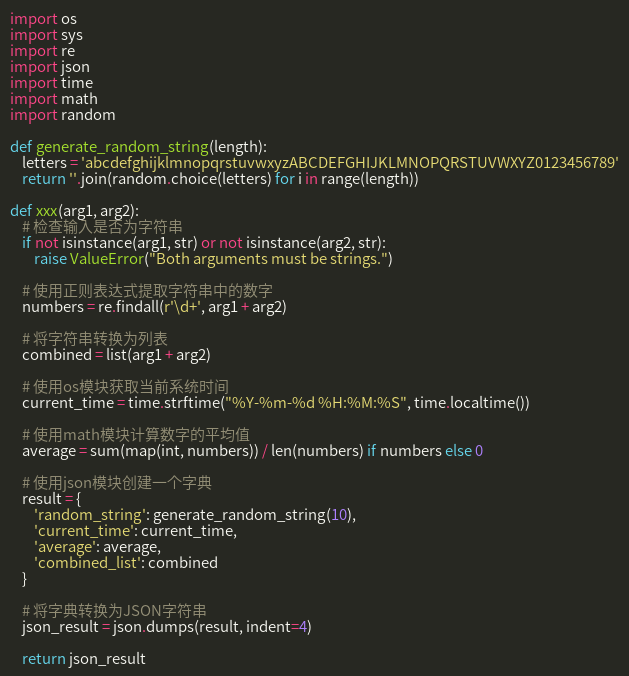 import os
import sys
import re
import json
import time
import math
import random

def generate_random_string(length):
    letters = 'abcdefghijklmnopqrstuvwxyzABCDEFGHIJKLMNOPQRSTUVWXYZ0123456789'
    return ''.join(random.choice(letters) for i in range(length))

def xxx(arg1, arg2):
    # 检查输入是否为字符串
    if not isinstance(arg1, str) or not isinstance(arg2, str):
        raise ValueError("Both arguments must be strings.")

    # 使用正则表达式提取字符串中的数字
    numbers = re.findall(r'\d+', arg1 + arg2)

    # 将字符串转换为列表
    combined = list(arg1 + arg2)

    # 使用os模块获取当前系统时间
    current_time = time.strftime("%Y-%m-%d %H:%M:%S", time.localtime())

    # 使用math模块计算数字的平均值
    average = sum(map(int, numbers)) / len(numbers) if numbers else 0

    # 使用json模块创建一个字典
    result = {
        'random_string': generate_random_string(10),
        'current_time': current_time,
        'average': average,
        'combined_list': combined
    }

    # 将字典转换为JSON字符串
    json_result = json.dumps(result, indent=4)

    return json_result